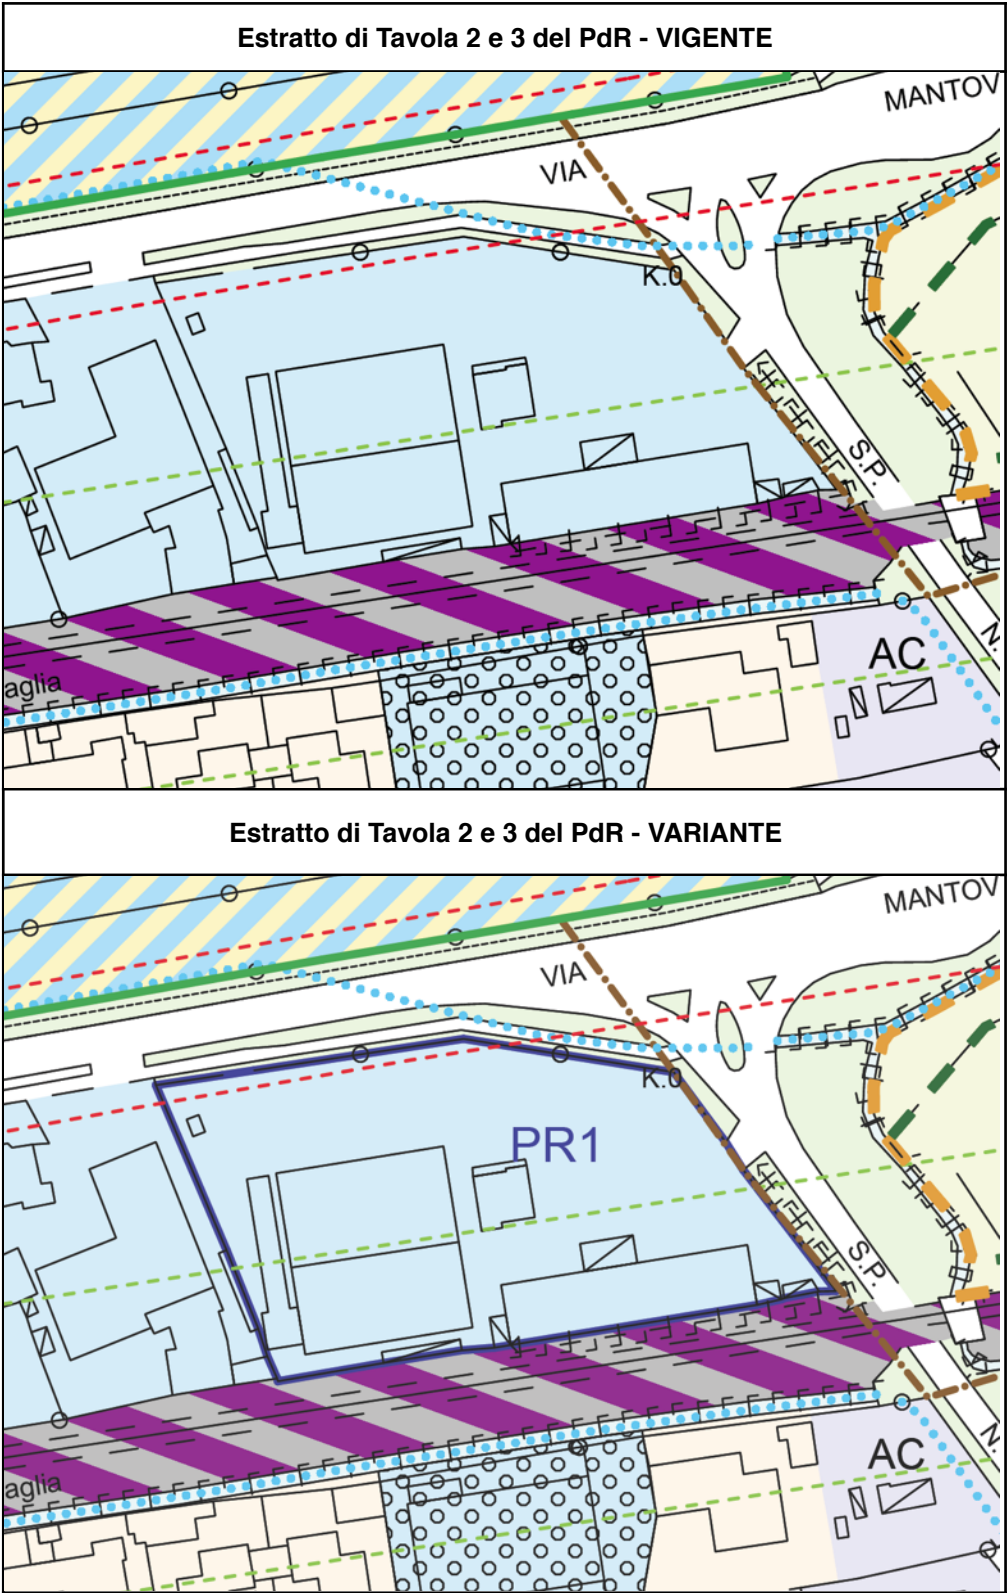 Estratto di Tavola 2 e 3 del PdR - VIGENTE
MANTOV
VIA
K.0
S.P.
N.
AC
aglia
Estratto di Tavola 2 e 3 del PdR - VARIANTE
MANTOV
VIA
K.0
PR1
S.P.
N.
AC
aglia